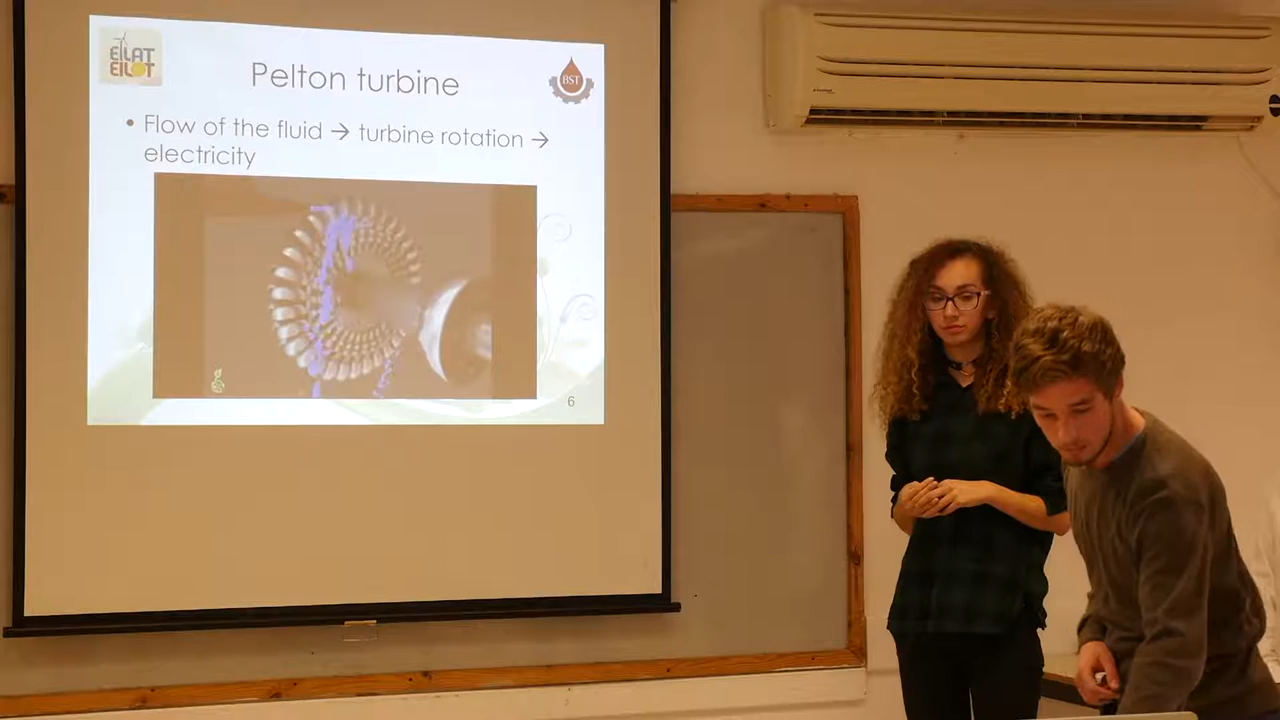 EILAT
EILOT
Pelton turbine
BST
• Flow of the fluid → turbine rotation →
electricity
6